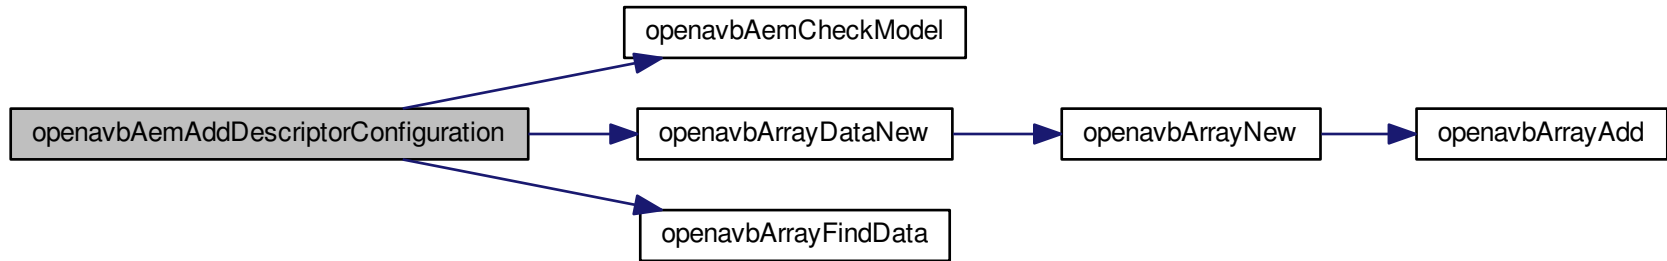 openavbAemCheckModel
openavbAemAddDescriptorConfiguration
openavbArrayDataNew
openavbArrayNew
openavbArrayAdd
openavbArrayFindData